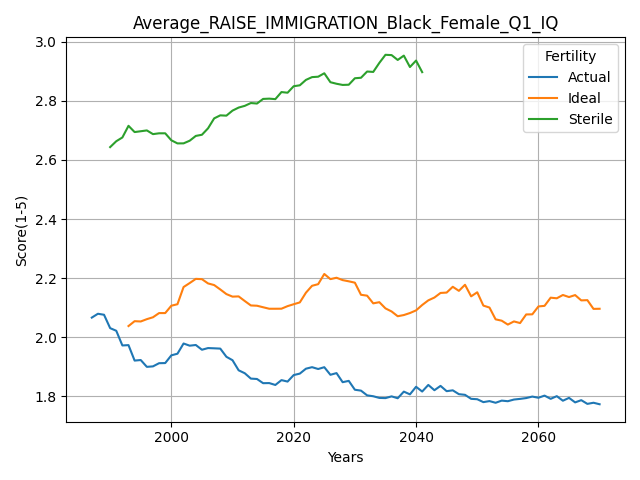 Average_RAISE_IMMIGRATION_Black_Female_Q1_IQ
Fertility
Actual
Ideal
Sterile
Score(1-5)
3.0
2.8
2.6
2.4
2.2
2.0
1.8
2000
2020
2040
2060
Years